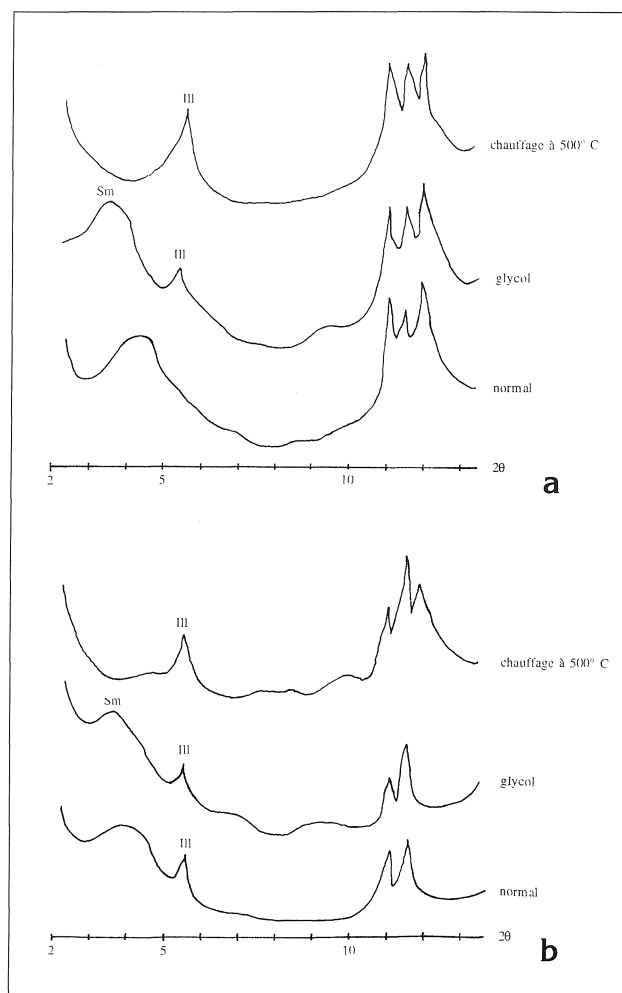 Ill
chauffage à 500° C
Sm
Ill
glycol
normal
2 5 10 2θ
a
Ill
chauffage à 500° C
Sm
Ill
glycol
Ill
normal
2 5 10 2θ
b